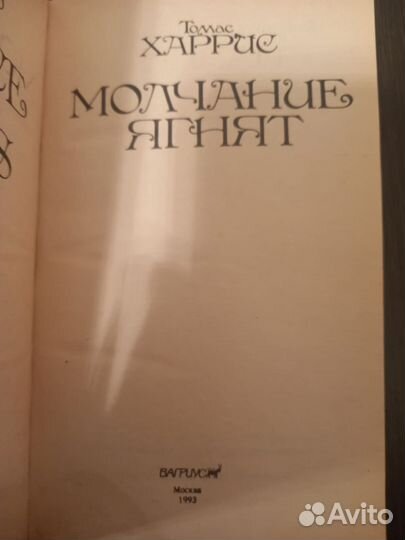 Томас
ХАРРИС
МОЛЧАНИЕ
ЯГНЯТ
ВАГРИУС
Москва
1993
E
S
Avito